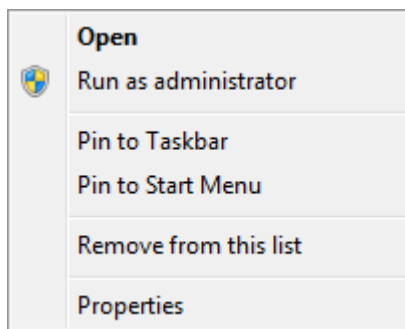 Open
Run as administrator
Pin to Taskbar
Pin to Start Menu
Remove from this list
Properties